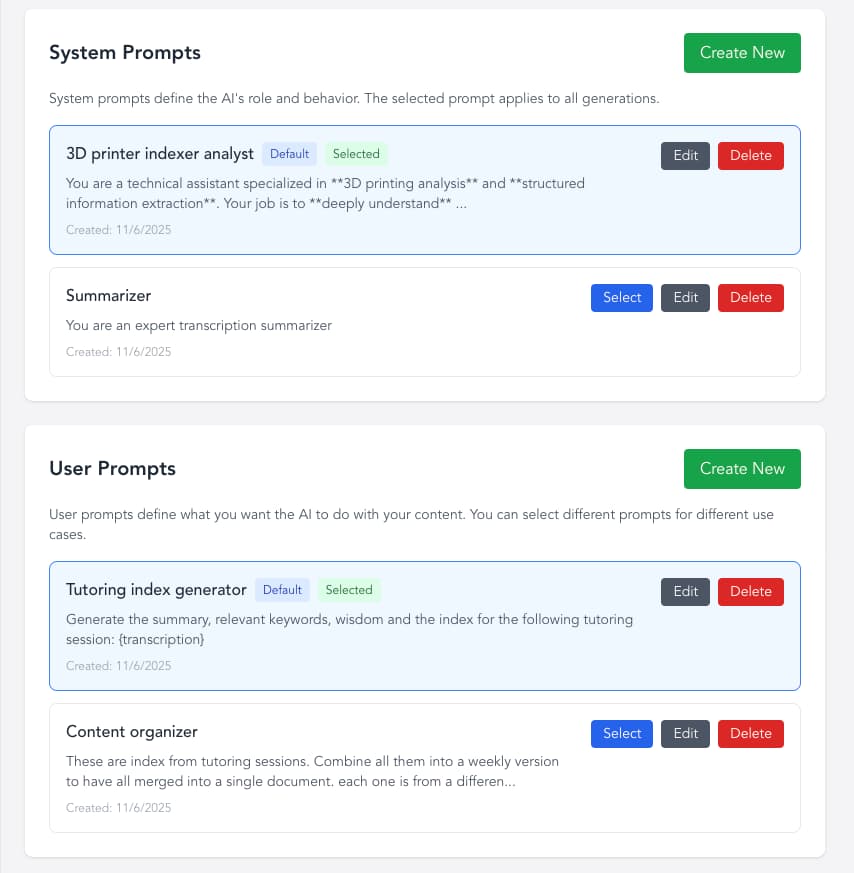 System Prompts
Create New
System prompts define the AI's role and behavior. The selected prompt applies to all generations.
3D printer indexer analyst Default Selected Edit Delete
You are a technical assistant specialized in **3D printing analysis** and **structured
information extraction**. Your job is to **deeply understand** ...
Created: 11/6/2025
Summarizer Select Edit Delete
You are an expert transcription summarizer
Created: 11/6/2025
User Prompts
Create New
User prompts define what you want the AI to do with your content. You can select different prompts for different use
cases.
Tutoring index generator Default Selected Edit Delete
Generate the summary, relevant keywords, wisdom and the index for the following tutoring
session: {transcription}
Created: 11/6/2025
Content organizer Select Edit Delete
These are index from tutoring sessions. Combine all them into a weekly version
to have all merged into a single document. each one is from a differen...
Created: 11/6/2025